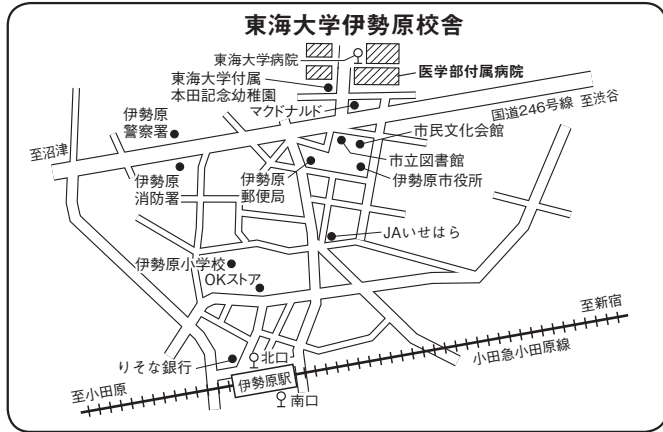 東海大学伊勢原校舎
東海大学病院
医学部付属病院
東海大学付属
本田記念幼稚園
マクドナルド
国道246号線
至渋谷
伊勢原
警察署
市民文化会館
至沼津
市立図書館
伊勢原
消防署
伊勢原
郵便局
伊勢原市役所
JAいせはら
伊勢原小学校
OKストア
至新宿
りそな銀行
北口
小田急小田原線
伊勢原駅
至小田原
南口